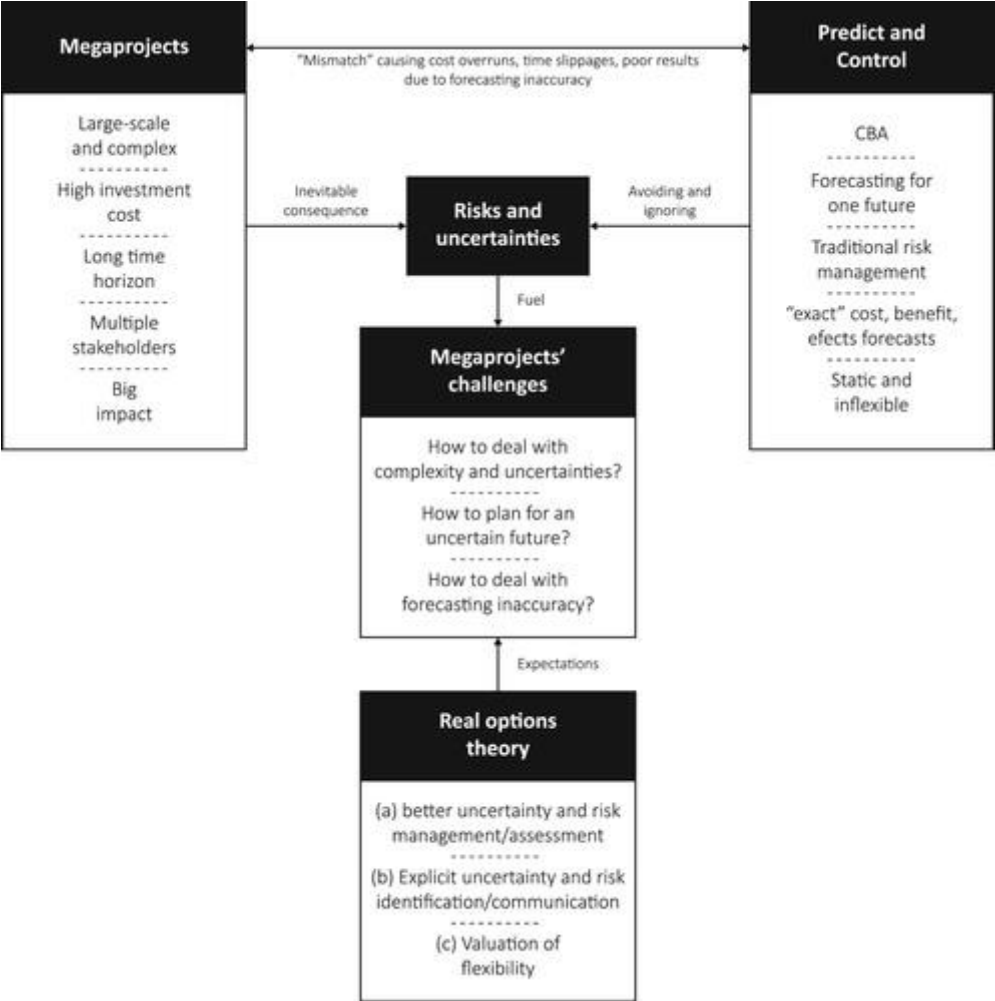 Megaprojects
Large-scale
and complex
High investment
cost
Long time
horizon
Multiple
stakeholders
Big
impact
"Mismatch" causing cost overruns, time slippages, poor results
due to forecasting inaccuracy
Predict and
Control
CBA
Forecasting for
one future
Traditional risk
management
"exact" cost, benefit,
efects forecasts
Static and
inflexible
Inevitable
consequence
Risks and
uncertainties
Avoiding and
ignoring
Fuel
Megaprojects'
challenges
How to deal with
complexity and uncertainties?
How to plan for an
uncertain future?
How to deal with
forecasting inaccuracy?
Expectations
Real options
theory
(a) better uncertainty and risk
management/assessment
(b) Explicit uncertainty and risk
identification/communication
(c) Valuation of
flexibility